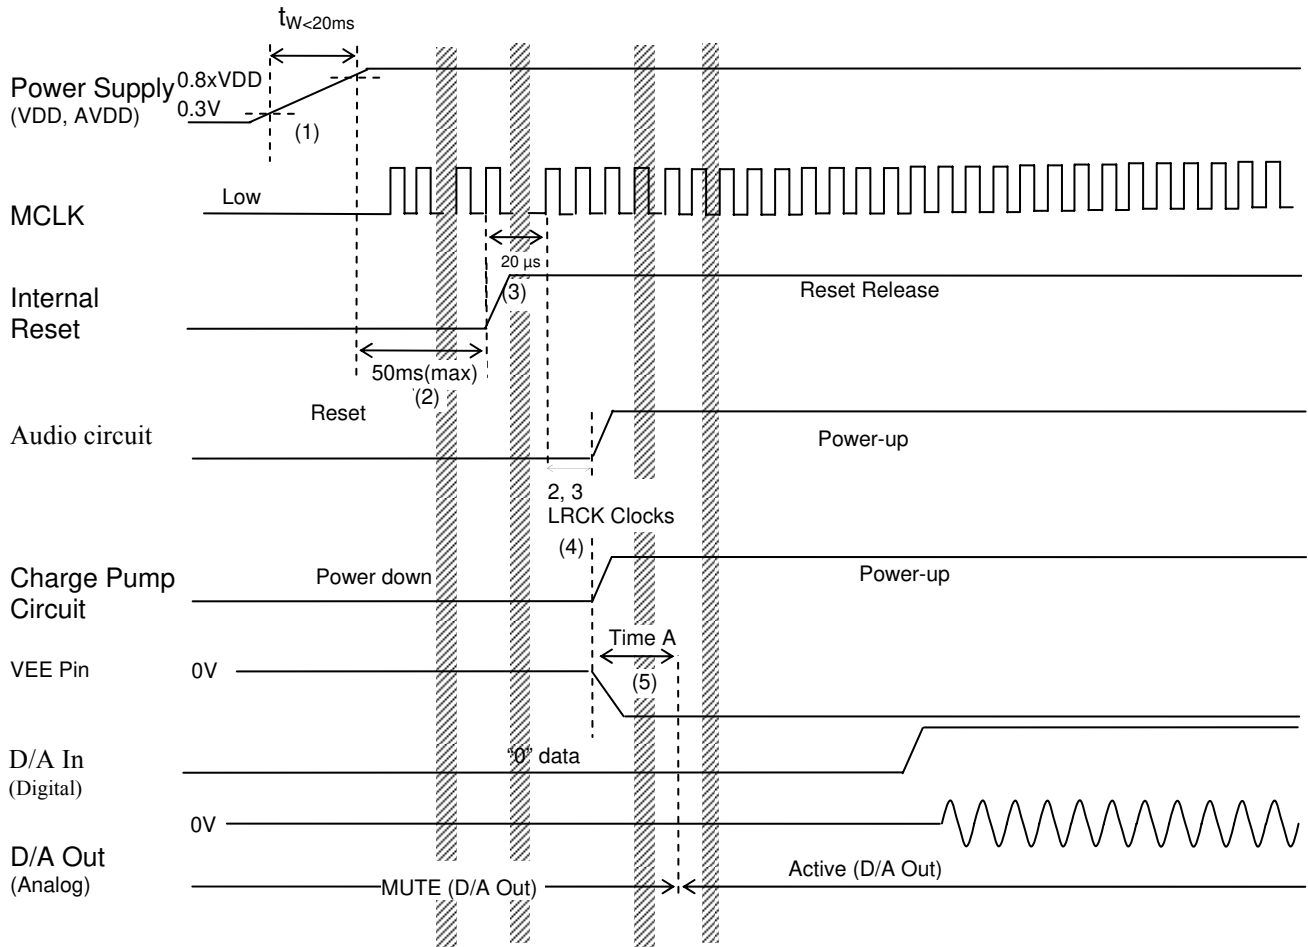 tW<20ms
Power Supply
(VDD, AVDD)
0.8xVDD
0.3V
(1)
MCLK
Low
20 µs
(3)
Internal
Reset
Reset Release
50ms(max)
(2)
Audio circuit
Reset
Power-up
2, 3
LRCK Clocks
(4)
Charge Pump
Circuit
Power down
Power-up
Time A
(5)
VEE Pin
0V
D/A In
(Digital)
"0" data
0V
D/A Out
(Analog)
MUTE (D/A Out)
Active (D/A Out)